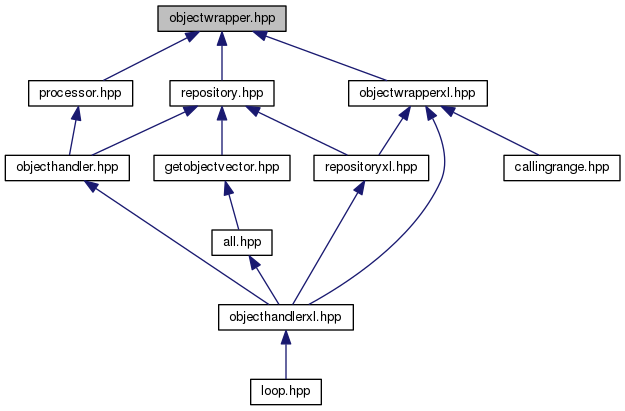 objectwrapper.hpp
processor.hpp
repository.hpp
objectwrapperxl.hpp
objecthandler.hpp
getobjectvector.hpp
repositoryxl.hpp
callingrange.hpp
all.hpp
objecthandlerxl.hpp
loop.hpp